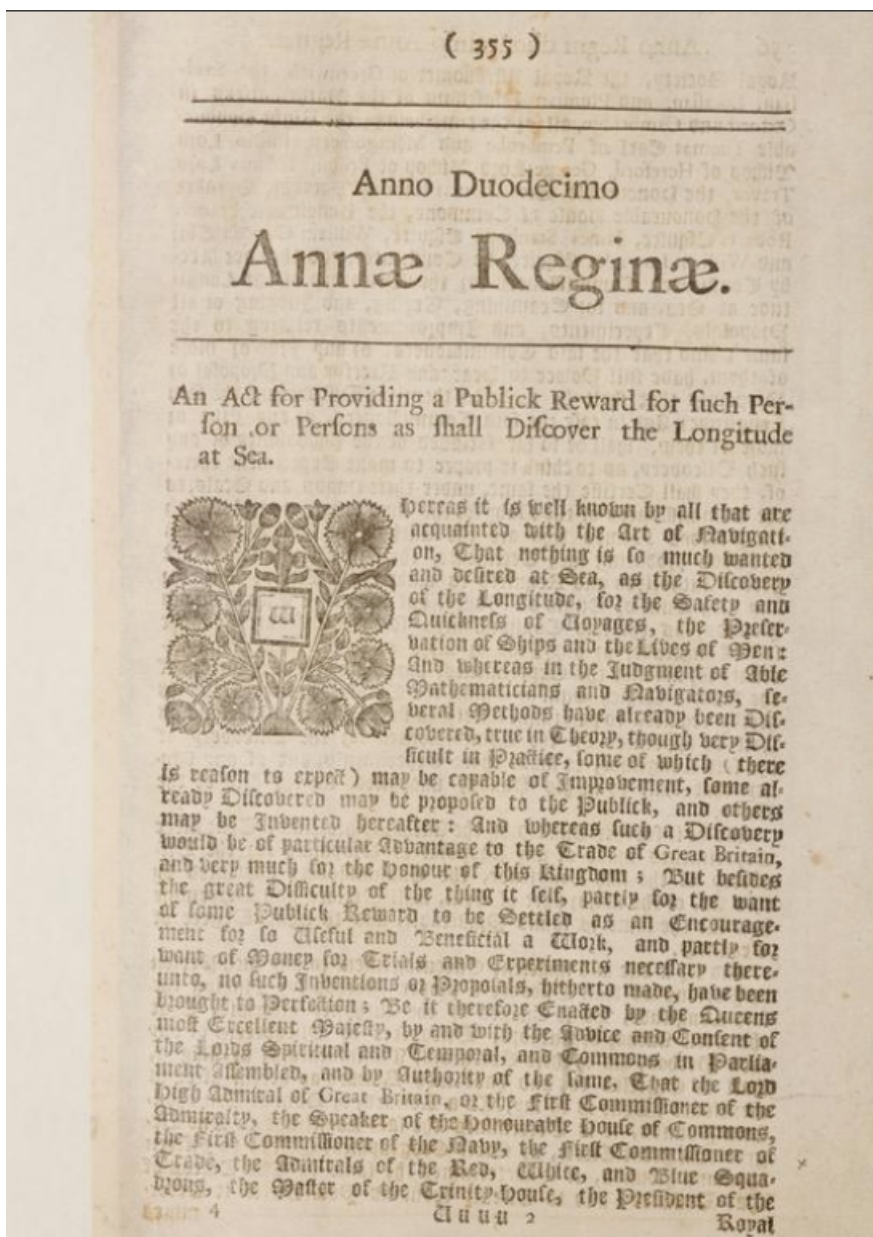 ( 355 )
Anno Duodecimo
Annæ Reginæ.
An Act for Providing a Publick Reward for ſuch Per-
ſon or Perſons as ſhall Diſcover the Longitude
at Sea.
Whereas it is well known by all that are
acquainted with the Art of Navigati-
on, That nothing is ſo much wanted
and deſired at Sea, as the Diſcovery
of the Longitude, for the Safety and
Quickneſs of Voyages, the Preſer-
vation of Ships and the Lives of Men:
And whereas in the Judgment of Able
Mathematicians and Navigators, ſe-
veral Methods have already been Diſ-
covered, true in Theory, though very Dif-
ficult in Practice, ſome of which (there
is reaſon to expect) may be capable of Improvement, ſome al-
ready Diſcovered may be propoſed to the Publick, and others
may be Invented hereafter: And whereas ſuch a Diſcovery
would be of particular Advantage to the Trade of Great Britain,
and very much for the Honour of this Kingdom; But beſides
the great Difficulty of the thing it ſelf, partly for the want
of ſome Publick Reward to be Settled as an Encourage-
ment for ſo Uſeful and Beneficial a Work, and partly for
want of Money for Trials and Experiments neceſſary there-
unto, no ſuch Inventions or Propoſals, hitherto made, have been
brought to Perfection; Be it therefore Enacted by the Queens
moſt Excellent Majeſty, by and with the Advice and Conſent of
the Lords Spiritual and Temporal, and Commons in Parlia-
ment Aſſembled, and by Authority of the ſame, That the Lord
High Admiral of Great Britain, or the Firſt Commiſſioner of the
Admiralty, the Speaker of the Honourable Houſe of Commons,
the Firſt Commiſſioner of the Navy, the Firſt Commiſſioner of
Trade, the Admirals of the Red, White, and Blue Squa-
drons, the Maſter of the Trinity-Houſe, the Preſident of the
4 Uuuu 2 Royal